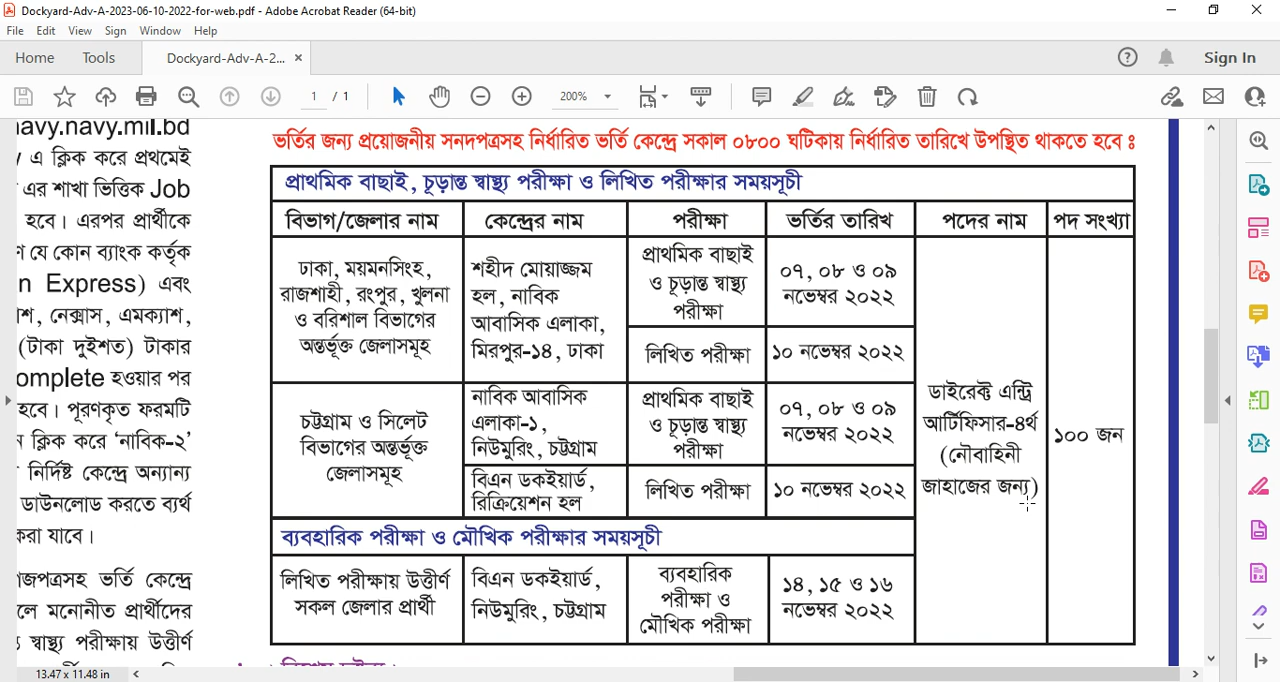 Dockyard-Adv-A-2023-06-10-2022-for-web.pdf - Adobe Acrobat Reader (64-bit)
File Edit View Sign Window Help
Home Tools Dockyard-Adv-A-2... × Sign In
1 / 1 200%
avy.navy.mil.bd
এ ক্লিক করে প্রথমেই
এর শাখা ভিত্তিক Job
হবে। এরপর প্রার্থীকে
যে কোন ব্যাংক কর্তৃক
n Express) এবং
শ, নেক্সাস, এমক্যাশ,
(টাকা দুইশত) টাকার
omplete হওয়ার পর
হবে। পূরণকৃত ফরমটি
ক্লিক করে ‘নাবিক-২’
নির্দিষ্ট কেন্দ্রে অন্যান্য
ডাউনলোড করতে ব্যর্থ
করা যাবে।
গজপত্রসহ ভর্তি কেন্দ্রে
লে মনোনীত প্রার্থীদের
স্বাস্থ্য পরীক্ষায় উত্তীর্ণ
ভর্তির জন্য প্রয়োজনীয় সনদপত্রসহ নির্ধারিত ভর্তি কেন্দ্রে সকাল ০৮০০ ঘটিকায় নির্ধারিত তারিখে উপস্থিত থাকতে হবে ঃ
প্রাথমিক বাছাই, চূড়ান্ত স্বাস্থ্য পরীক্ষা ও লিখিত পরীক্ষার সময়সূচী
বিভাগ/জেলার নাম কেন্দ্রের নাম পরীক্ষা ভর্তির তারিখ পদের নাম পদ সংখ্যা
ঢাকা, ময়মনসিংহ,
রাজশাহী, রংপুর, খুলনা
ও বরিশাল বিভাগের
অন্তর্ভূক্ত জেলাসমূহ
শহীদ মোয়াজ্জম
হল, নাবিক
আবাসিক এলাকা,
মিরপুর-১৪, ঢাকা
প্রাথমিক বাছাই
ও চূড়ান্ত স্বাস্থ্য
পরীক্ষা
০৭, ০৮ ও ০৯
নভেম্বর ২০২২
লিখিত পরীক্ষা ১০ নভেম্বর ২০২২
চট্টগ্রাম ও সিলেট
বিভাগের অন্তর্ভূক্ত
জেলাসমূহ
নাবিক আবাসিক
এলাকা-১,
নিউমুরিং, চট্টগ্রাম
প্রাথমিক বাছাই
ও চূড়ান্ত স্বাস্থ্য
পরীক্ষা
০৭, ০৮ ও ০৯
নভেম্বর ২০২২
বিএন ডকইয়ার্ড,
রিক্রিয়েশন হল
লিখিত পরীক্ষা ১০ নভেম্বর ২০২২
ডাইরেক্ট এন্ট্রি
আর্টিফিসার-৪র্থ
(নৌবাহিনী
জাহাজের জন্য)
১০০ জন
ব্যবহারিক পরীক্ষা ও মৌখিক পরীক্ষার সময়সূচী
লিখিত পরীক্ষায় উত্তীর্ণ
সকল জেলার প্রার্থী
বিএন ডকইয়ার্ড,
নিউমুরিং, চট্টগ্রাম
ব্যবহারিক
পরীক্ষা ও
মৌখিক পরীক্ষা
১৪, ১৫ ও ১৬
নভেম্বর ২০২২
13.47 x 11.48 in